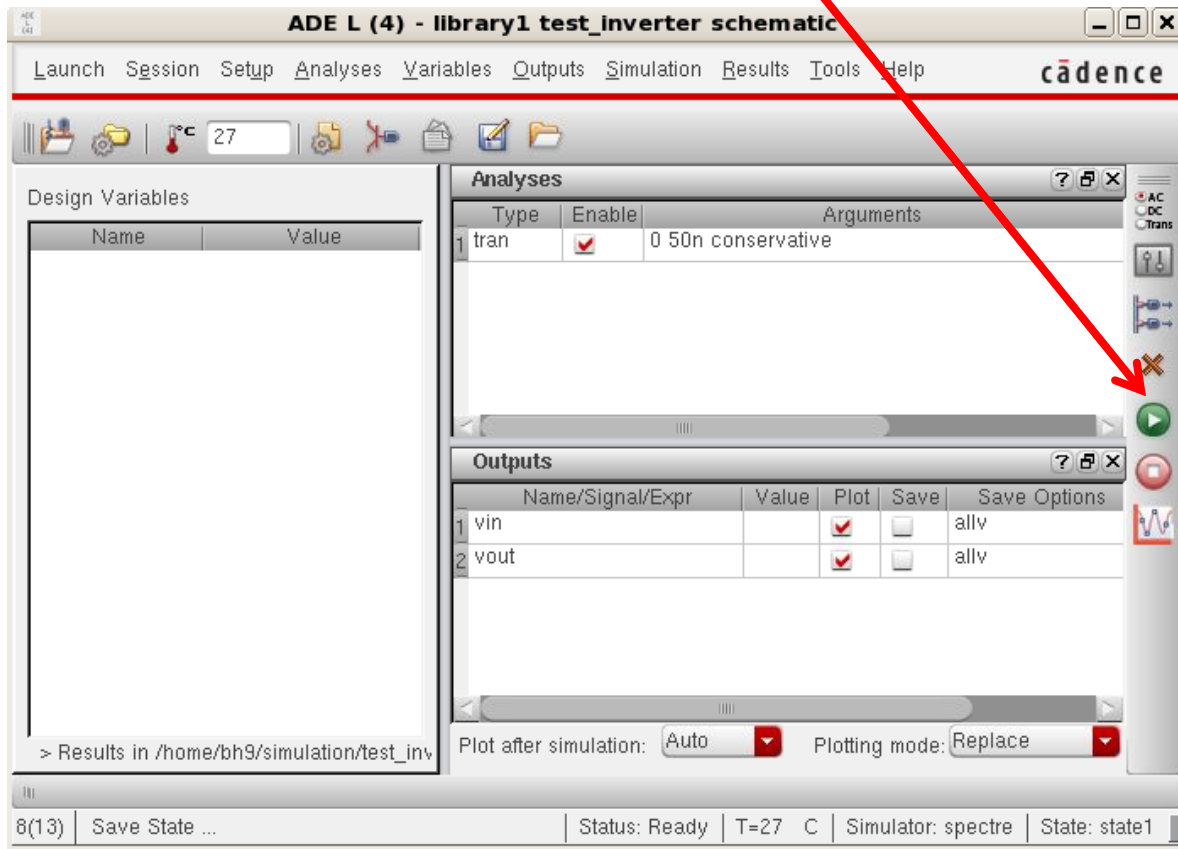 ADE L (4) - library1 test_inverter schematic
Launch Session Setup Analyses Variables Outputs Simulation Results Tools Help cādence
°C 27
Design Variables
Name Value
> Results in /home/bh9/simulation/test_inv
Analyses
Type Enable Arguments
1 tran 0 50n conservative
Outputs
Name/Signal/Expr Value Plot Save Save Options
1 vin allv
2 vout allv
Plot after simulation: Auto Plotting mode: Replace
AC
DC
Trans
8(13) Save State ... Status: Ready T=27 C Simulator: spectre State: state1